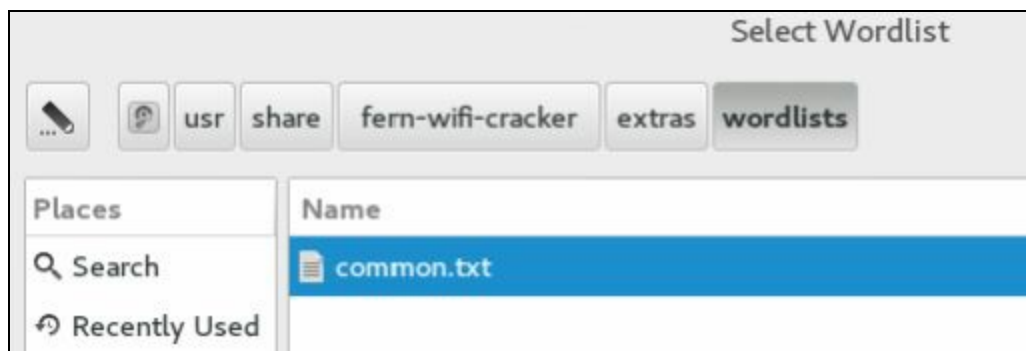 Select Wordlist
usr share fern-wifi-cracker extras wordlists
Places
Name
Search
common.txt
Recently Used